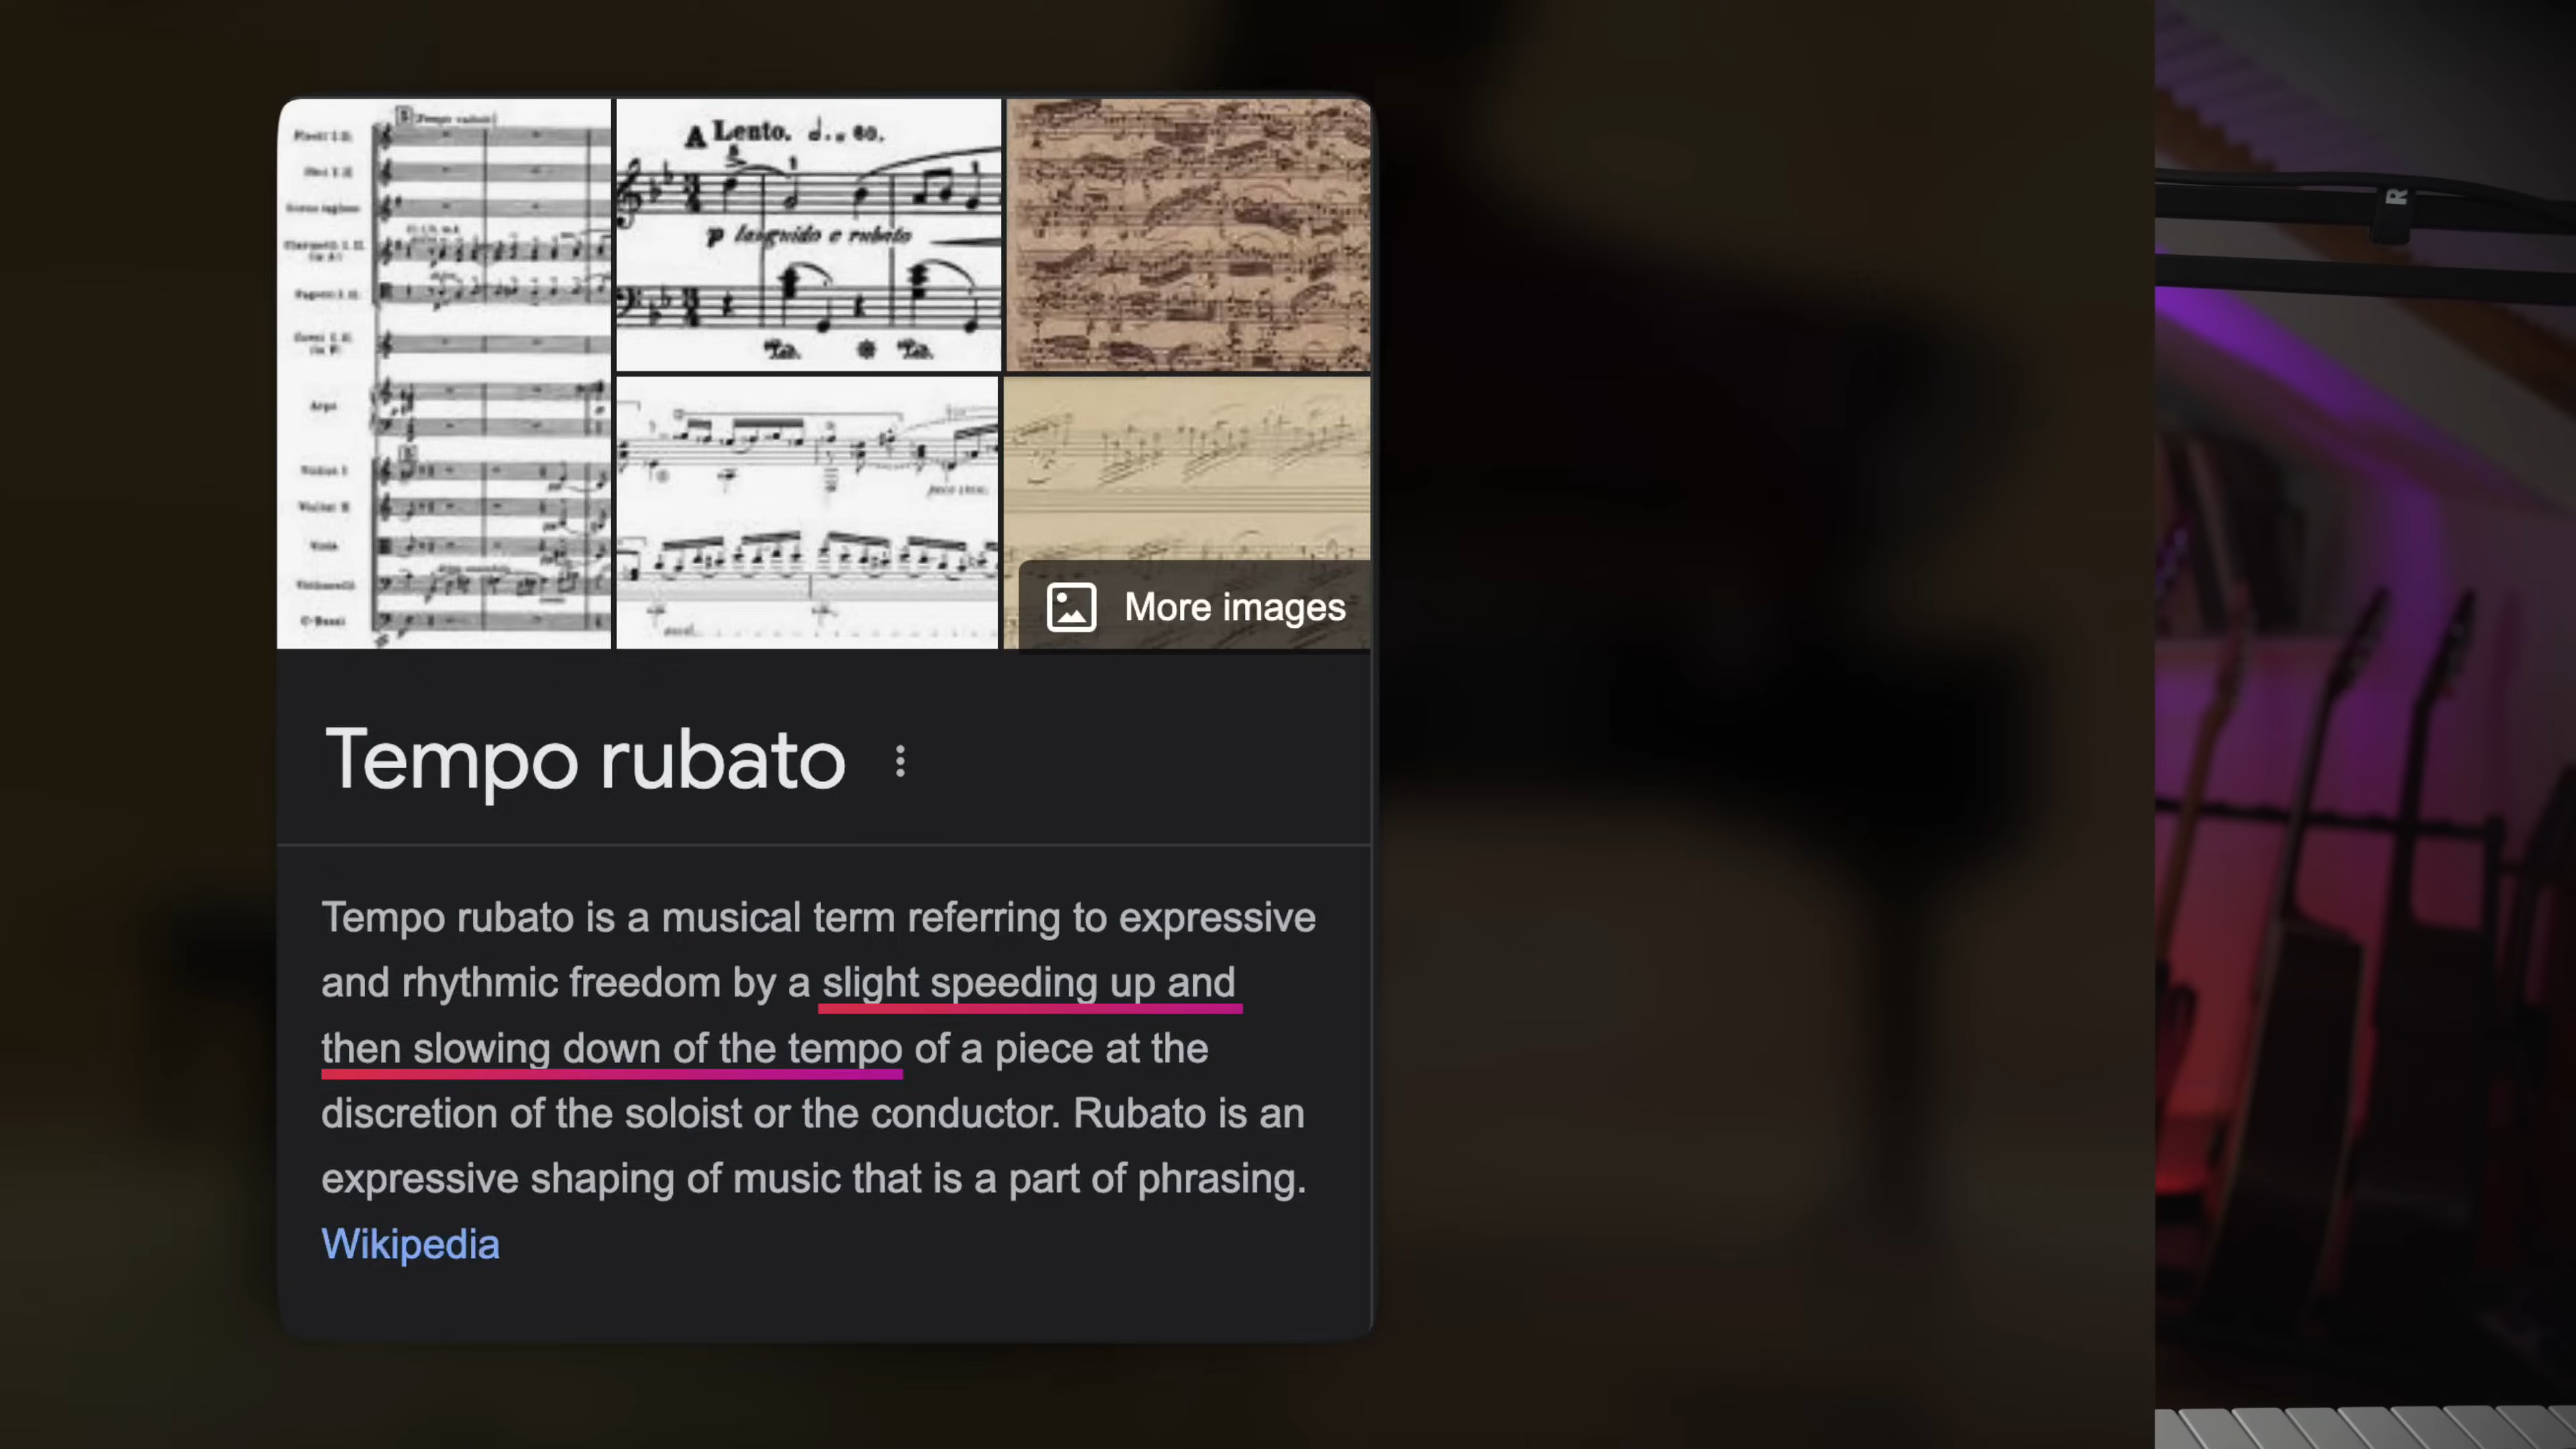 Tempo rubato
A Lento.
p languido e rubato
More images
R
Tempo rubato
Tempo rubato is a musical term referring to expressive
and rhythmic freedom by a slight speeding up and
then slowing down of the tempo of a piece at the
discretion of the soloist or the conductor. Rubato is an
expressive shaping of music that is a part of phrasing.
Wikipedia